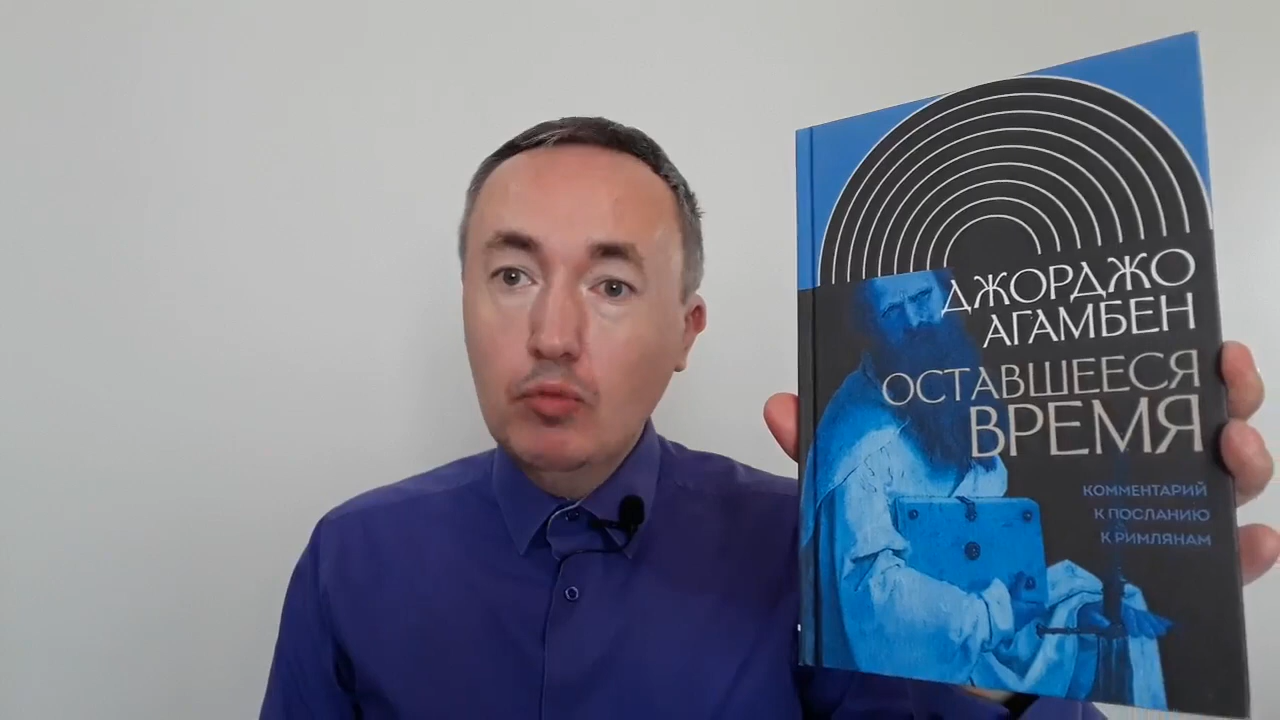 ДЖОРДЖО
АГАМБЕН
ОСТАВШЕЕСЯ
ВРЕМЯ
КОММЕНТАРИЙ
К ПОСЛАНИЮ
К РИМЛЯНАМ